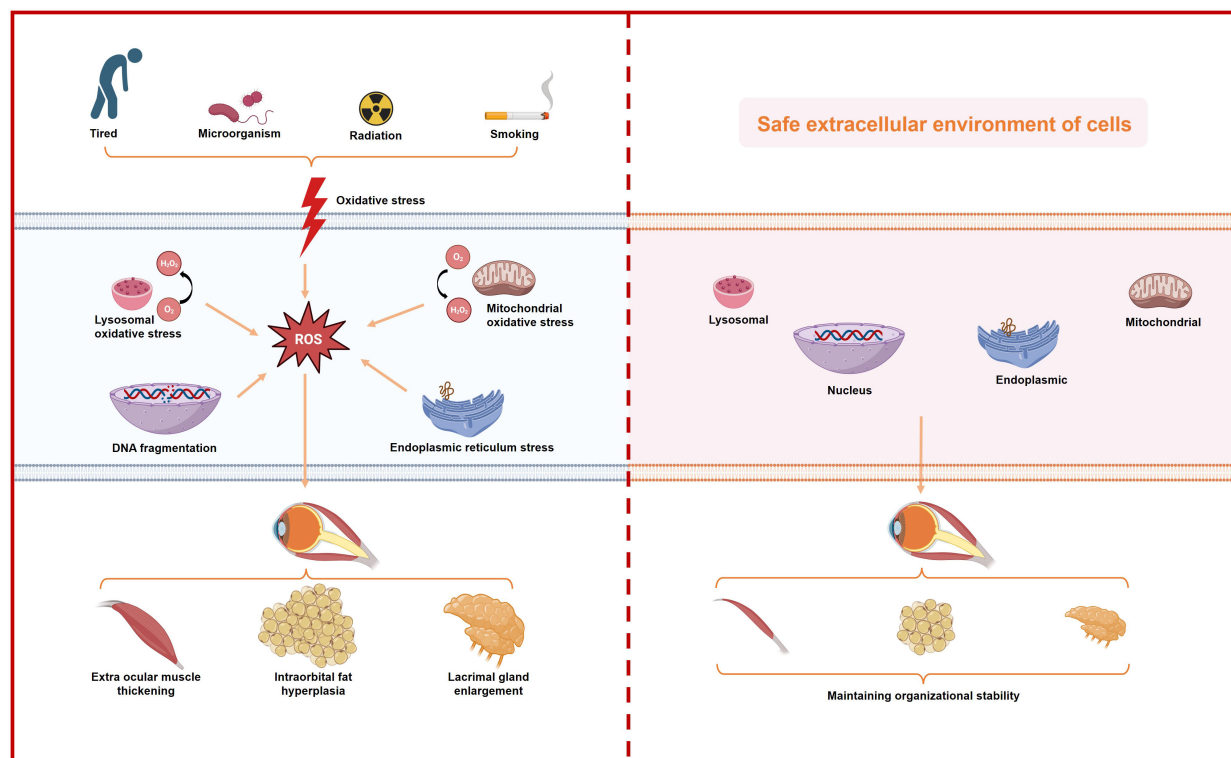 Tired
Microorganism
Radiation
Smoking
Oxidative stress
H₂O₂
O₂
Lysosomal
oxidative stress
O₂
H₂O₂
Mitochondrial
oxidative stress
ROS
DNA fragmentation
Endoplasmic reticulum stress
Extra ocular muscle
thickening
Intraorbital fat
hyperplasia
Lacrimal gland
enlargement
Safe extracellular environment of cells
Lysosomal
Nucleus
Endoplasmic
Mitochondrial
Maintaining organizational stability